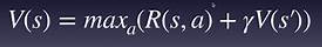 V(s) = max_a(R(s, a) + γV(s'))